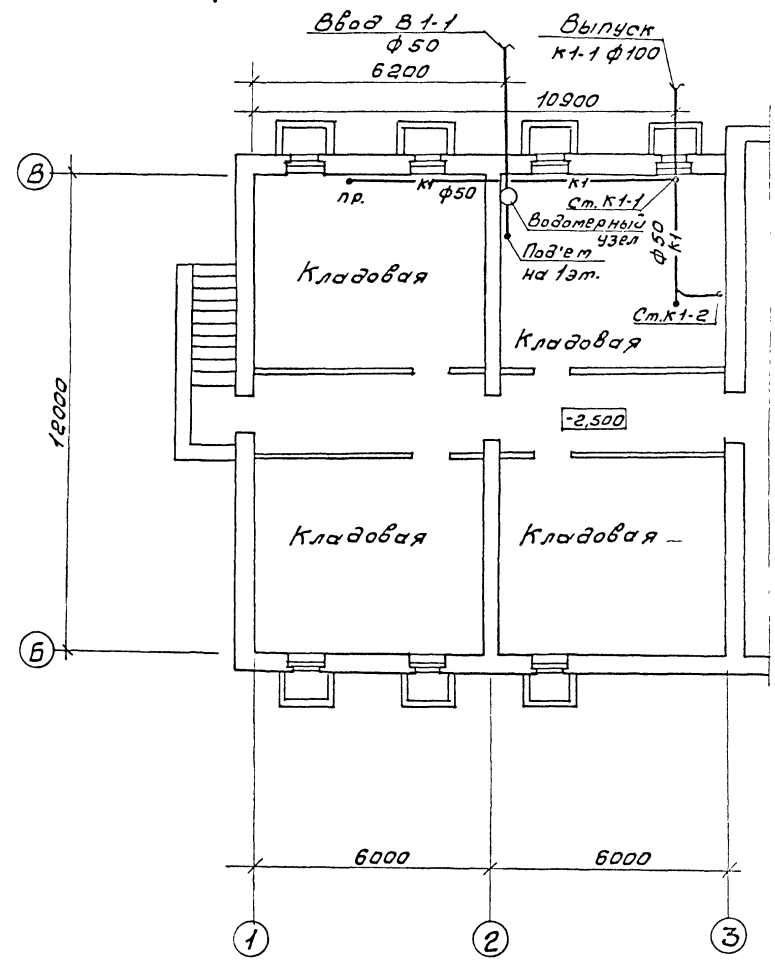 Ввод В1-1
ф50
6200
Выпуск
К1-1 ф100
10900
В
пр.
К1
ф50
К1
Ст. К1-1
Водомерный
узел
Под'ем
на 1эт.
ф50
К1
Ст.К1-2
Кладовая
Кладовая
-2,500
12000
Кладовая
Кладовая
Б
6000
6000
1
2
3